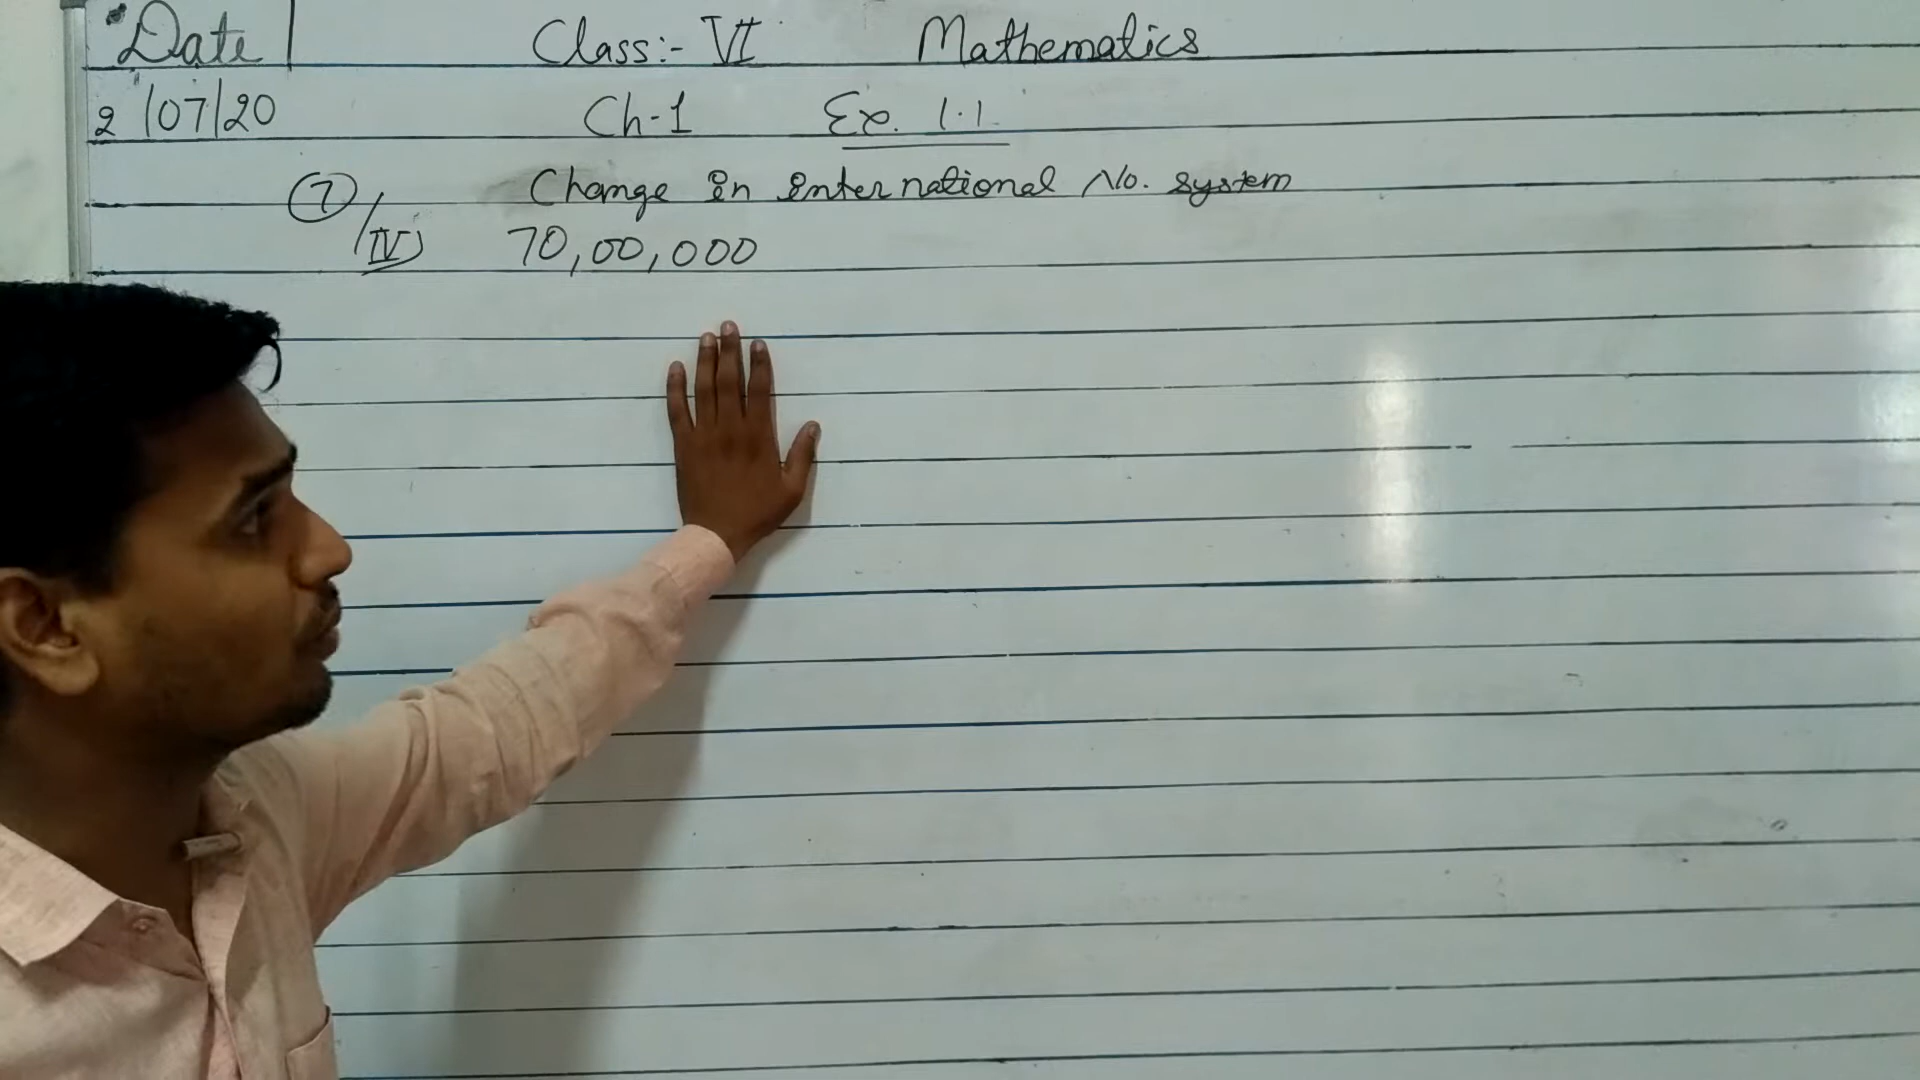 Date Class:- VI Mathematics
2/07/20 Ch-1 Ex. 1.1
7 Change in international No. system
IV) 70,00,000